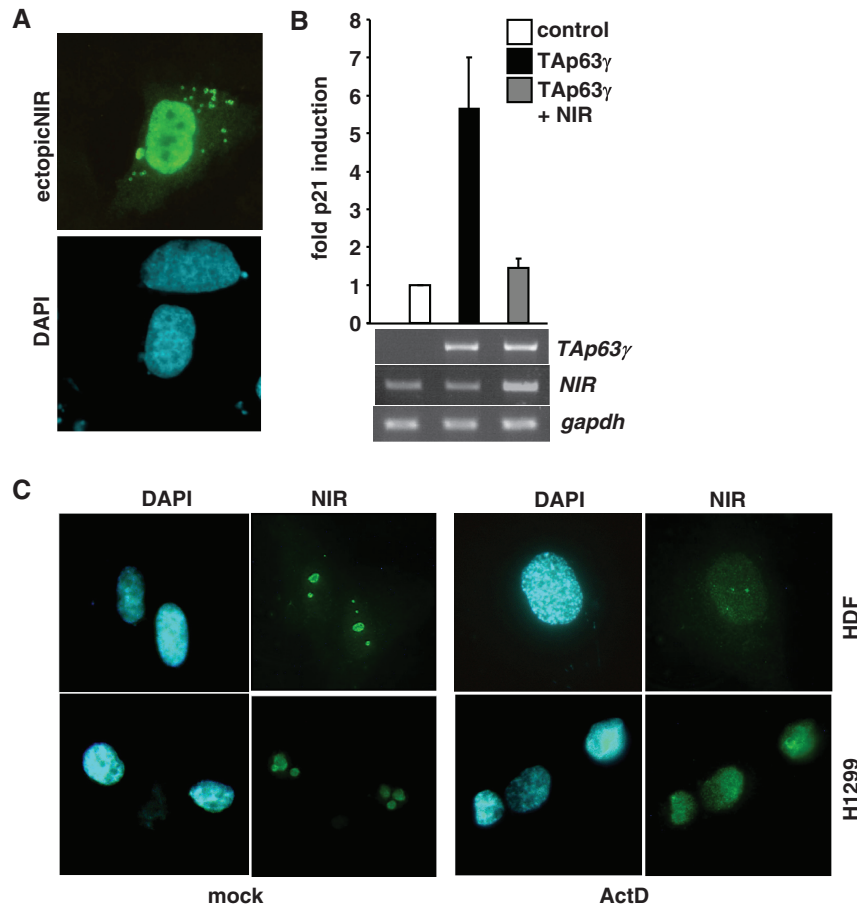 A
ectopicNIR
DAPI
B
fold p21 induction
8
7
6
5
4
3
2
1
0
control
TAp63γ
TAp63γ
+ NIR
TAp63γ
NIR
gapdh
C
DAPI
NIR
DAPI
NIR
HDF
H1299
mock
ActD